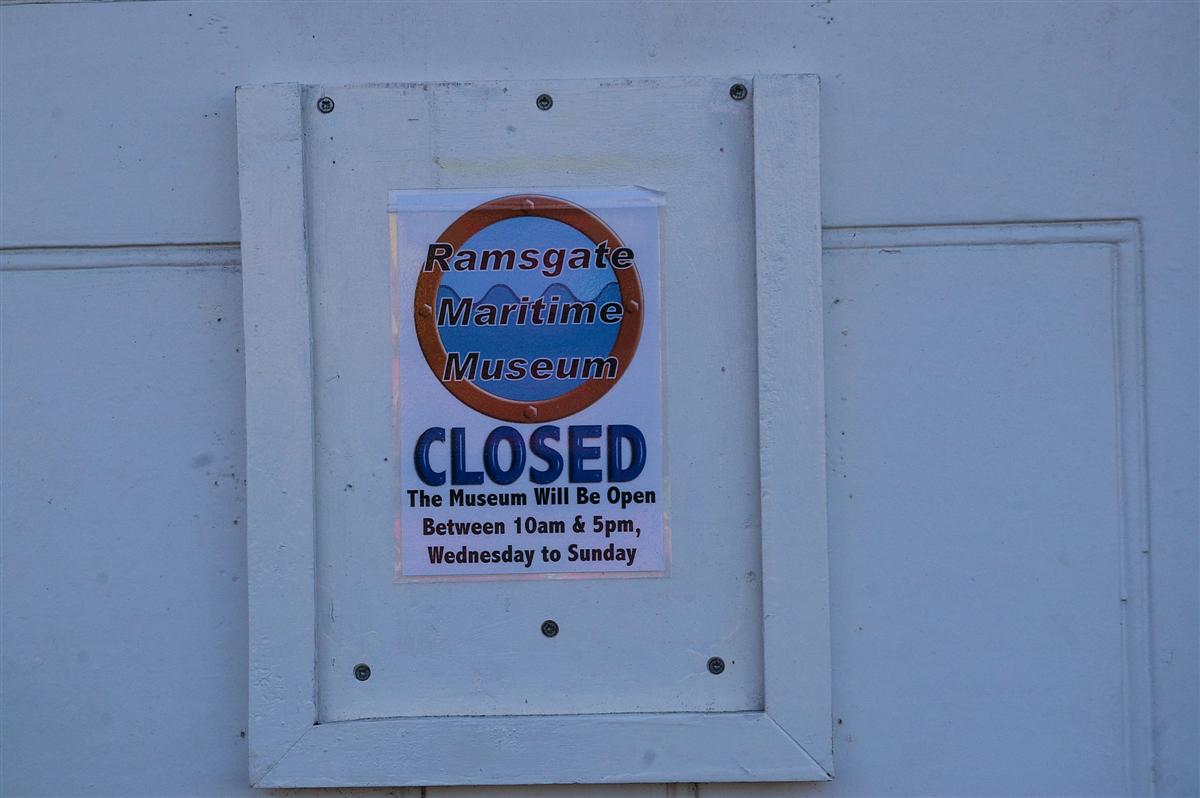 Ramsgate
Maritime
Museum
CLOSED
The Museum Will Be Open
Between 10am & 5pm,
Wednesday to Sunday